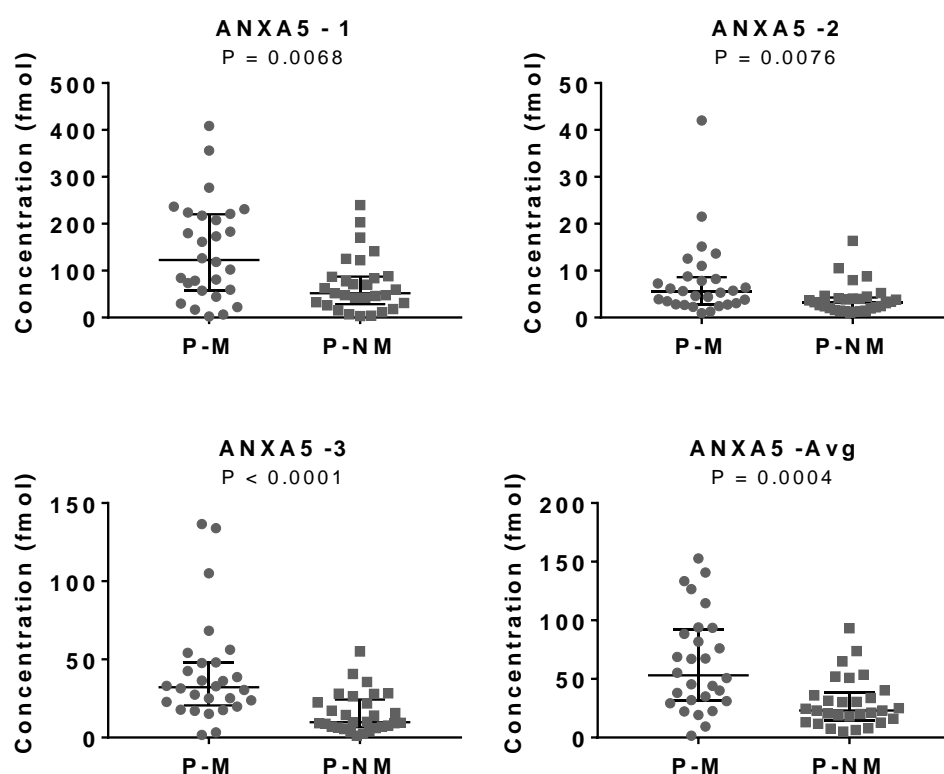 ANXA5 - 1
P = 0.0068
Concentration (fmol)
500
400
300
200
100
0
P-M
P-NM
ANXA5 -2
P = 0.0076
Concentration (fmol)
50
40
30
20
10
0
P-M
P-NM
ANXA5 -3
P < 0.0001
Concentration (fmol)
150
100
50
0
P-M
P-NM
ANXA5 -Avg
P = 0.0004
Concentration (fmol)
200
150
100
50
0
P-M
P-NM